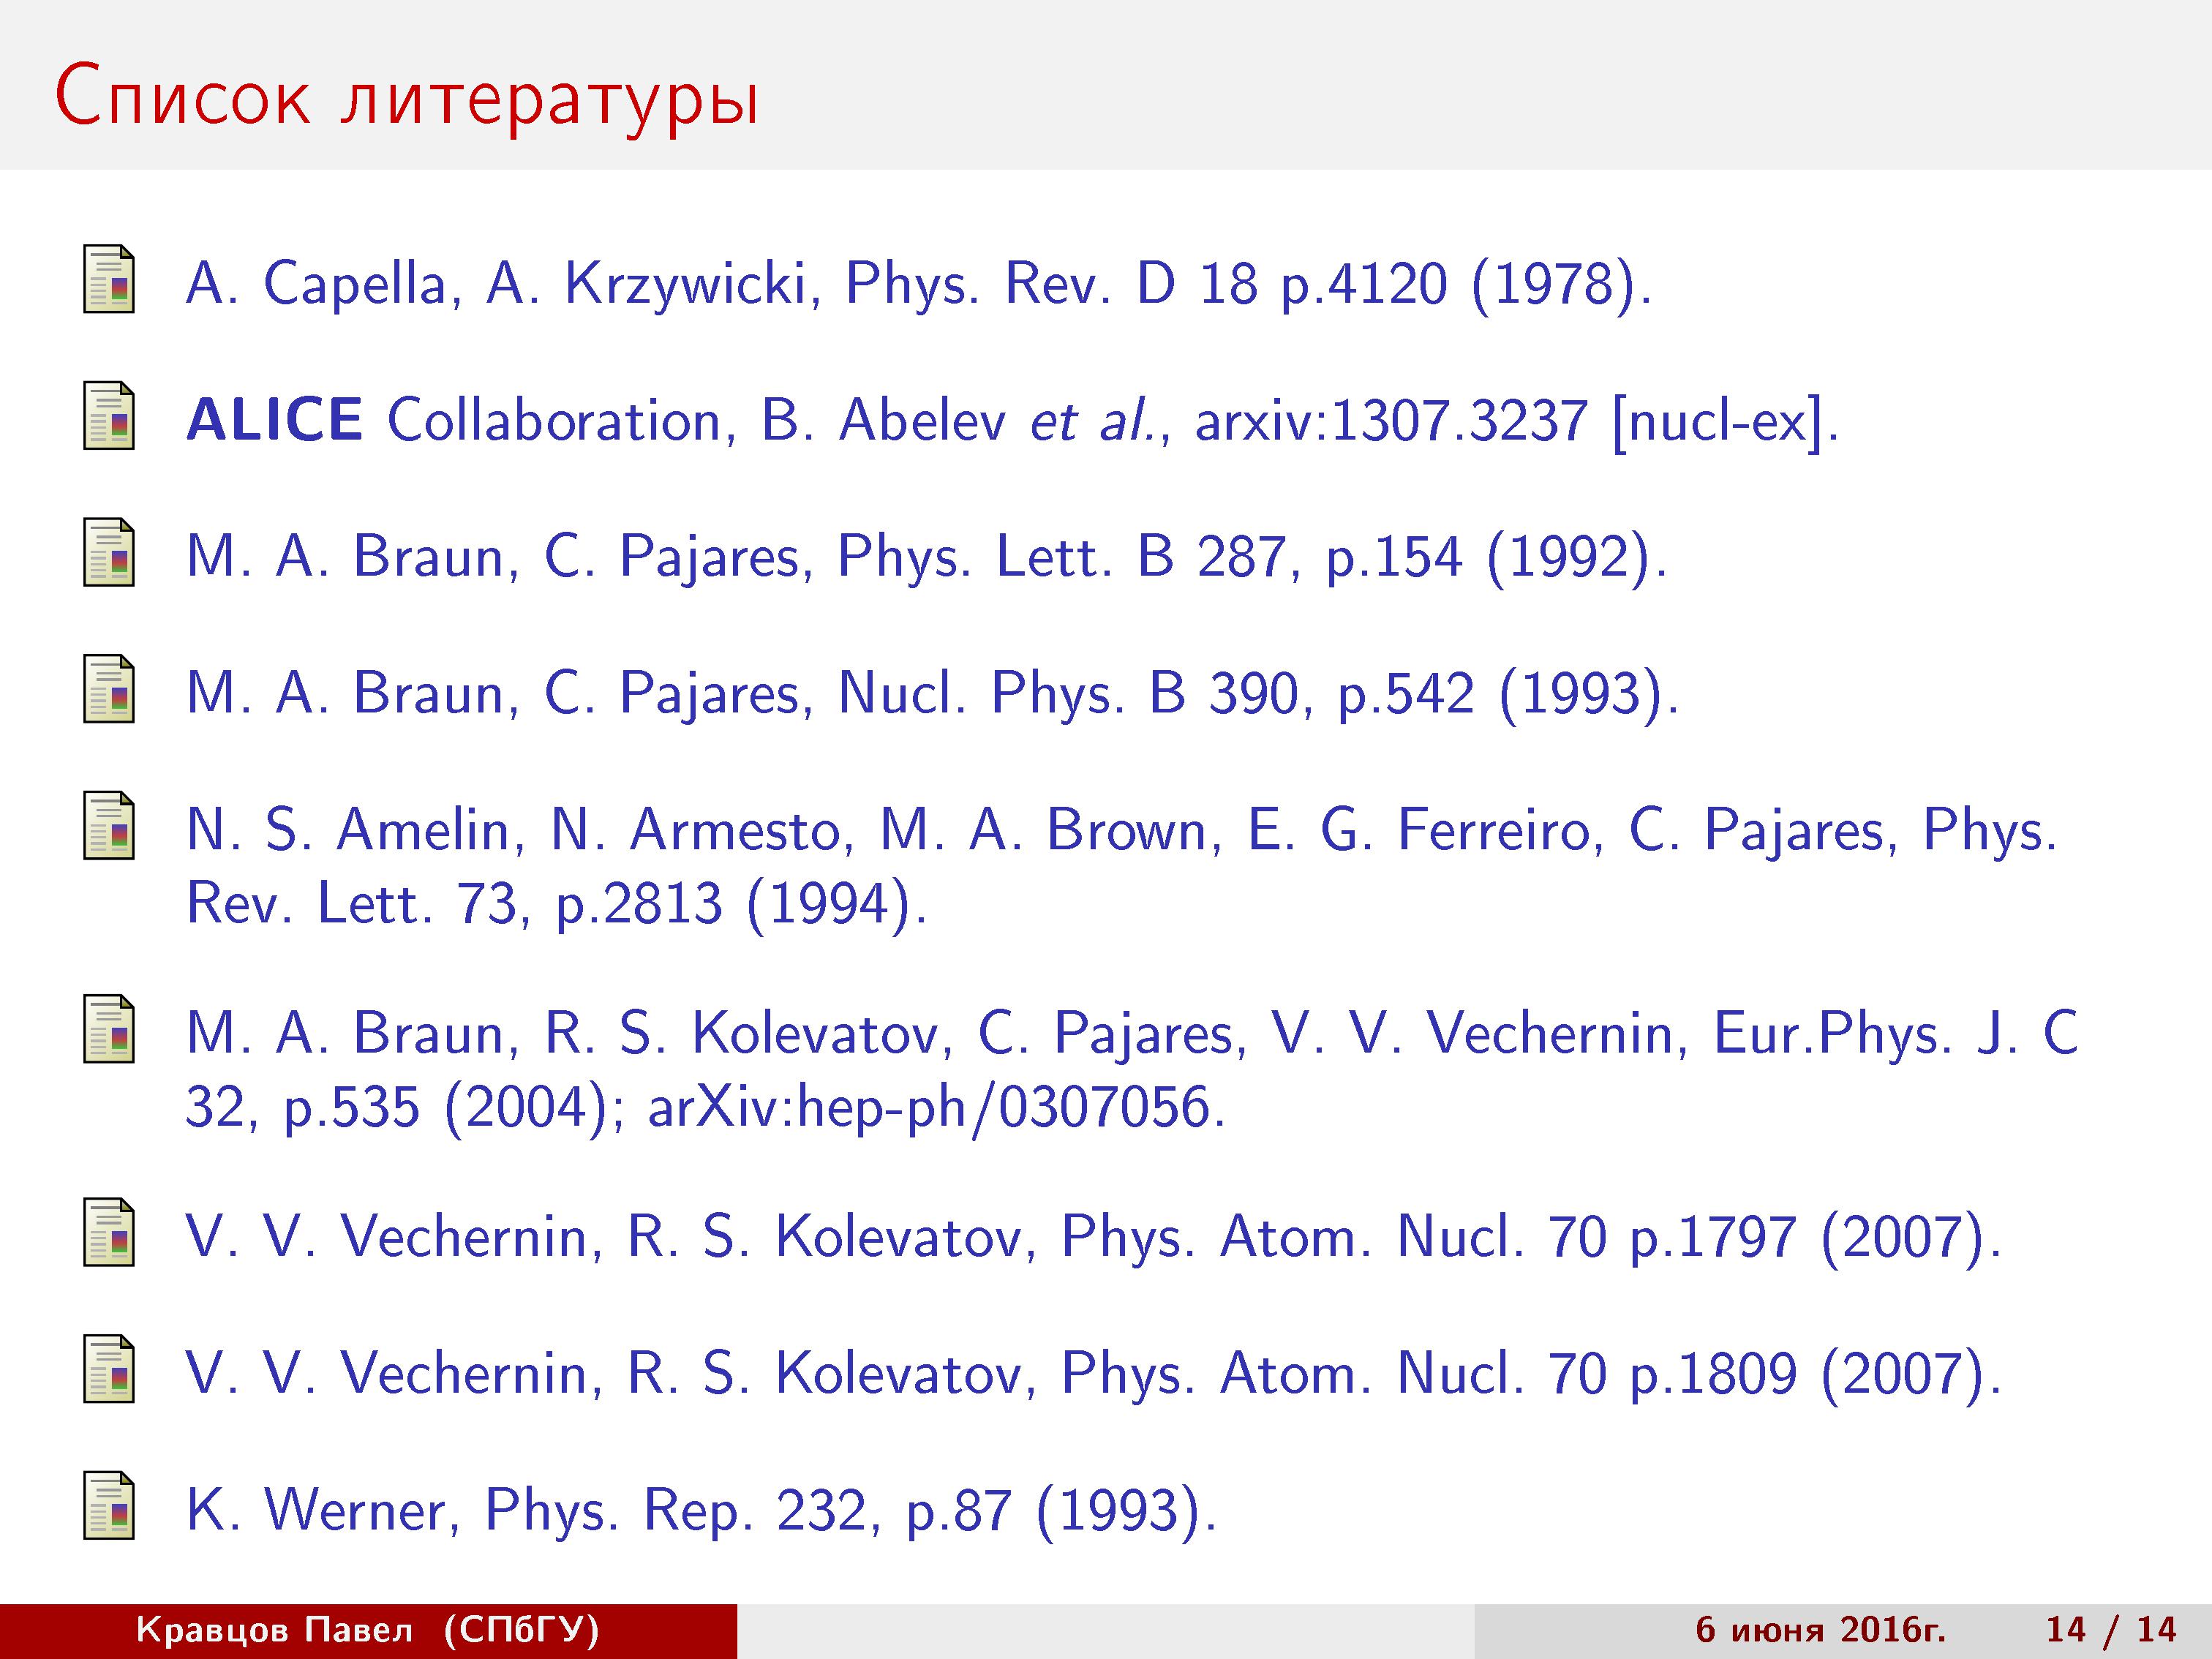 Список литературы
A. Capella, A. Krzywicki, Phys. Rev. D 18 p.4120 (1978).
ALICE Collaboration, B. Abelev et al., arxiv:1307.3237 [nucl-ex].
M. A. Braun, C. Pajares, Phys. Lett. B 287, p.154 (1992).
M. A. Braun, C. Pajares, Nucl. Phys. B 390, p.542 (1993).
N. S. Amelin, N. Armesto, M. A. Brown, E. G. Ferreiro, C. Pajares, Phys.
Rev. Lett. 73, p.2813 (1994).
M. A. Braun, R. S. Kolevatov, C. Pajares, V. V. Vechernin, Eur.Phys. J. C
32, p.535 (2004); arXiv:hep-ph/0307056.
V. V. Vechernin, R. S. Kolevatov, Phys. Atom. Nucl. 70 p.1797 (2007).
V. V. Vechernin, R. S. Kolevatov, Phys. Atom. Nucl. 70 p.1809 (2007).
K. Werner, Phys. Rep. 232, p.87 (1993).
Кравцов Павел (СПбГУ) 6 июня 2016г. 14 / 14